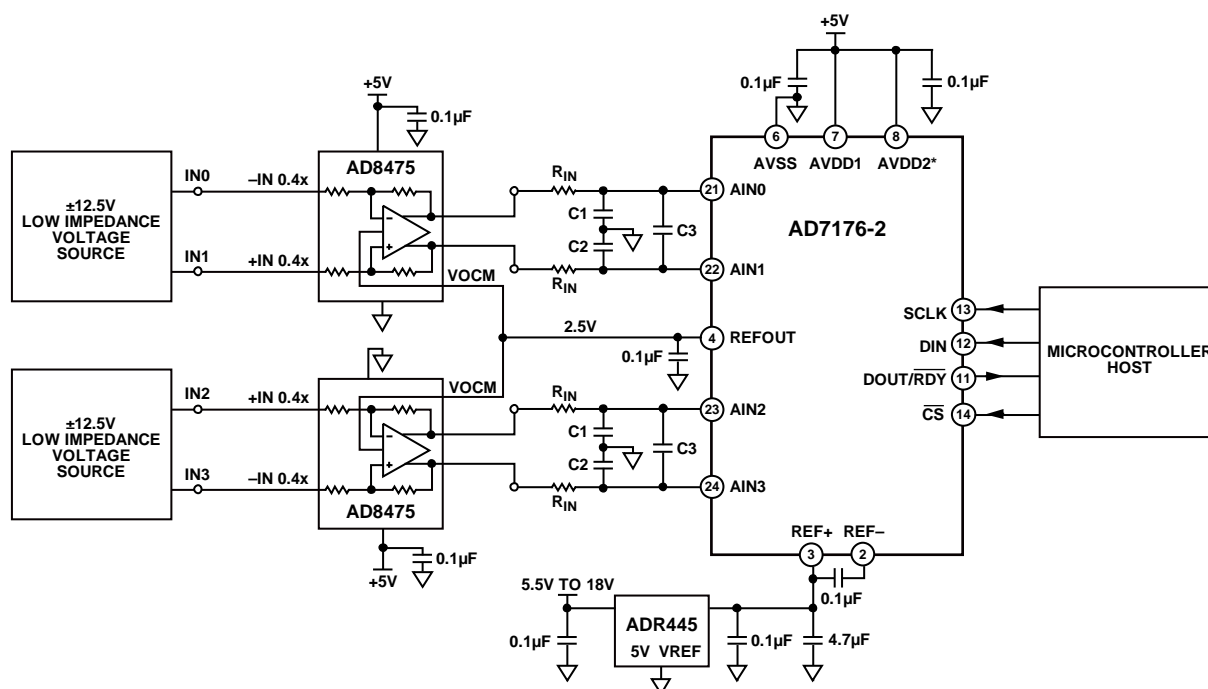 +5V
0.1µF
0.1µF
+5V
0.1µF
6
7
8
AVSS
AVDD1
AVDD2*
±12.5V
LOW IMPEDANCE
VOLTAGE
SOURCE
IN0
–IN 0.4x
IN1
+IN 0.4x
AD8475
–
+
VOCM
RIN
C1
C2
C3
RIN
21
AIN0
22
AIN1
AD7176-2
2.5V
4
REFOUT
0.1µF
SCLK
13
DIN
12
DOUT/RDY
11
CS
14
MICROCONTROLLER
HOST
±12.5V
LOW IMPEDANCE
VOLTAGE
SOURCE
IN2
+IN 0.4x
IN3
–IN 0.4x
VOCM
–
+
AD8475
+5V
0.1µF
RIN
C1
C2
C3
RIN
23
AIN2
24
AIN3
REF+
REF–
3
2
0.1µF
5.5V TO 18V
0.1µF
ADR445
5V VREF
0.1µF
4.7µF